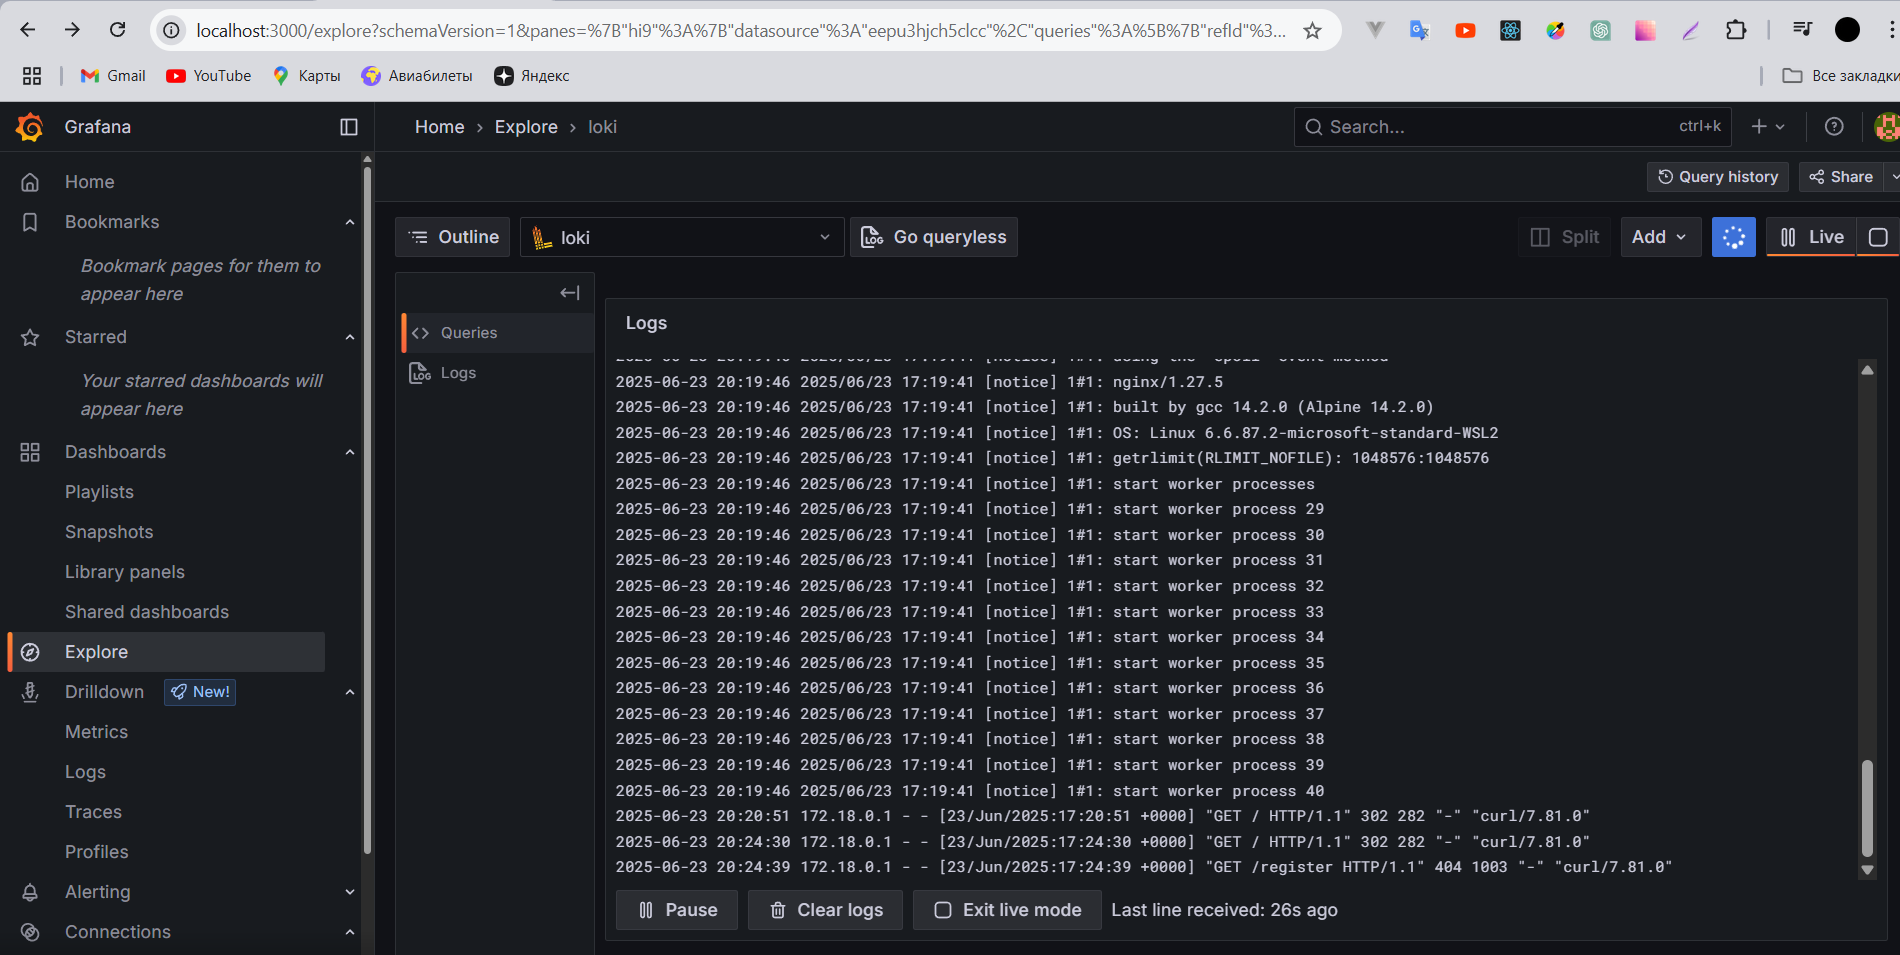 localhost:3000/explore?schemaVersion=1&panes=%7B"hi9"%3A%7B"datasource"%3A"eepu3hjch5clcc"%2C"queries"%3A%5B%7B"refId"%3...
Gmail YouTube Карты Авиабилеты Яндекс Все закладки
Grafana Home › Explore › loki Search... ctrl+k
Query history Share
Outline loki LOG Go queryless Split Add Live
Home
Bookmarks
Bookmark pages for them to
appear here
Starred
Your starred dashboards will
appear here
Dashboards
Playlists
Snapshots
Library panels
Shared dashboards
Explore
Drilldown New!
Metrics
Logs
Traces
Profiles
Alerting
Connections
Queries
LOG Logs
Logs
2025-06-23 20:19:46 2025/06/23 17:19:41 [notice] 1#1: using the "epoll" event method
2025-06-23 20:19:46 2025/06/23 17:19:41 [notice] 1#1: nginx/1.27.5
2025-06-23 20:19:46 2025/06/23 17:19:41 [notice] 1#1: built by gcc 14.2.0 (Alpine 14.2.0)
2025-06-23 20:19:46 2025/06/23 17:19:41 [notice] 1#1: OS: Linux 6.6.87.2-microsoft-standard-WSL2
2025-06-23 20:19:46 2025/06/23 17:19:41 [notice] 1#1: getrlimit(RLIMIT_NOFILE): 1048576:1048576
2025-06-23 20:19:46 2025/06/23 17:19:41 [notice] 1#1: start worker processes
2025-06-23 20:19:46 2025/06/23 17:19:41 [notice] 1#1: start worker process 29
2025-06-23 20:19:46 2025/06/23 17:19:41 [notice] 1#1: start worker process 30
2025-06-23 20:19:46 2025/06/23 17:19:41 [notice] 1#1: start worker process 31
2025-06-23 20:19:46 2025/06/23 17:19:41 [notice] 1#1: start worker process 32
2025-06-23 20:19:46 2025/06/23 17:19:41 [notice] 1#1: start worker process 33
2025-06-23 20:19:46 2025/06/23 17:19:41 [notice] 1#1: start worker process 34
2025-06-23 20:19:46 2025/06/23 17:19:41 [notice] 1#1: start worker process 35
2025-06-23 20:19:46 2025/06/23 17:19:41 [notice] 1#1: start worker process 36
2025-06-23 20:19:46 2025/06/23 17:19:41 [notice] 1#1: start worker process 37
2025-06-23 20:19:46 2025/06/23 17:19:41 [notice] 1#1: start worker process 38
2025-06-23 20:19:46 2025/06/23 17:19:41 [notice] 1#1: start worker process 39
2025-06-23 20:19:46 2025/06/23 17:19:41 [notice] 1#1: start worker process 40
2025-06-23 20:20:51 172.18.0.1 - - [23/Jun/2025:17:20:51 +0000] "GET / HTTP/1.1" 302 282 "-" "curl/7.81.0"
2025-06-23 20:24:30 172.18.0.1 - - [23/Jun/2025:17:24:30 +0000] "GET / HTTP/1.1" 302 282 "-" "curl/7.81.0"
2025-06-23 20:24:39 172.18.0.1 - - [23/Jun/2025:17:24:39 +0000] "GET /register HTTP/1.1" 404 1003 "-" "curl/7.81.0"
Pause Clear logs Exit live mode Last line received: 26s ago